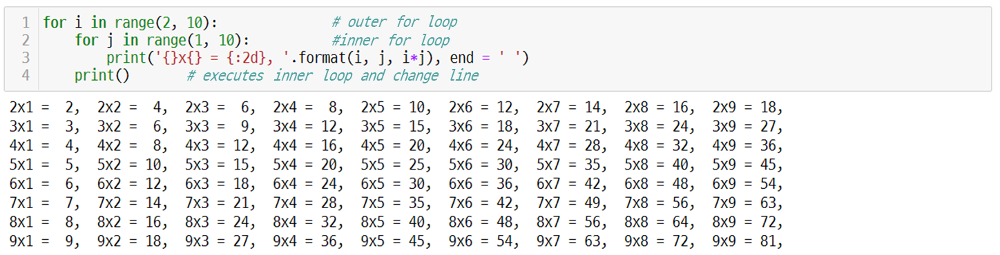 1 for i in range(2, 10):                # outer for loop
2     for j in range(1, 10):            #inner for loop
3         print('{}x{} = {:2d}, '.format(i, j, i*j), end = ' ')
4     print()       # executes inner loop and change line
2x1 =  2,  2x2 =  4,  2x3 =  6,  2x4 =  8,  2x5 = 10,  2x6 = 12,  2x7 = 14,  2x8 = 16,  2x9 = 18,
3x1 =  3,  3x2 =  6,  3x3 =  9,  3x4 = 12,  3x5 = 15,  3x6 = 18,  3x7 = 21,  3x8 = 24,  3x9 = 27,
4x1 =  4,  4x2 =  8,  4x3 = 12,  4x4 = 16,  4x5 = 20,  4x6 = 24,  4x7 = 28,  4x8 = 32,  4x9 = 36,
5x1 =  5,  5x2 = 10,  5x3 = 15,  5x4 = 20,  5x5 = 25,  5x6 = 30,  5x7 = 35,  5x8 = 40,  5x9 = 45,
6x1 =  6,  6x2 = 12,  6x3 = 18,  6x4 = 24,  6x5 = 30,  6x6 = 36,  6x7 = 42,  6x8 = 48,  6x9 = 54,
7x1 =  7,  7x2 = 14,  7x3 = 21,  7x4 = 28,  7x5 = 35,  7x6 = 42,  7x7 = 49,  7x8 = 56,  7x9 = 63,
8x1 =  8,  8x2 = 16,  8x3 = 24,  8x4 = 32,  8x5 = 40,  8x6 = 48,  8x7 = 56,  8x8 = 64,  8x9 = 72,
9x1 =  9,  9x2 = 18,  9x3 = 27,  9x4 = 36,  9x5 = 45,  9x6 = 54,  9x7 = 63,  9x8 = 72,  9x9 = 81,